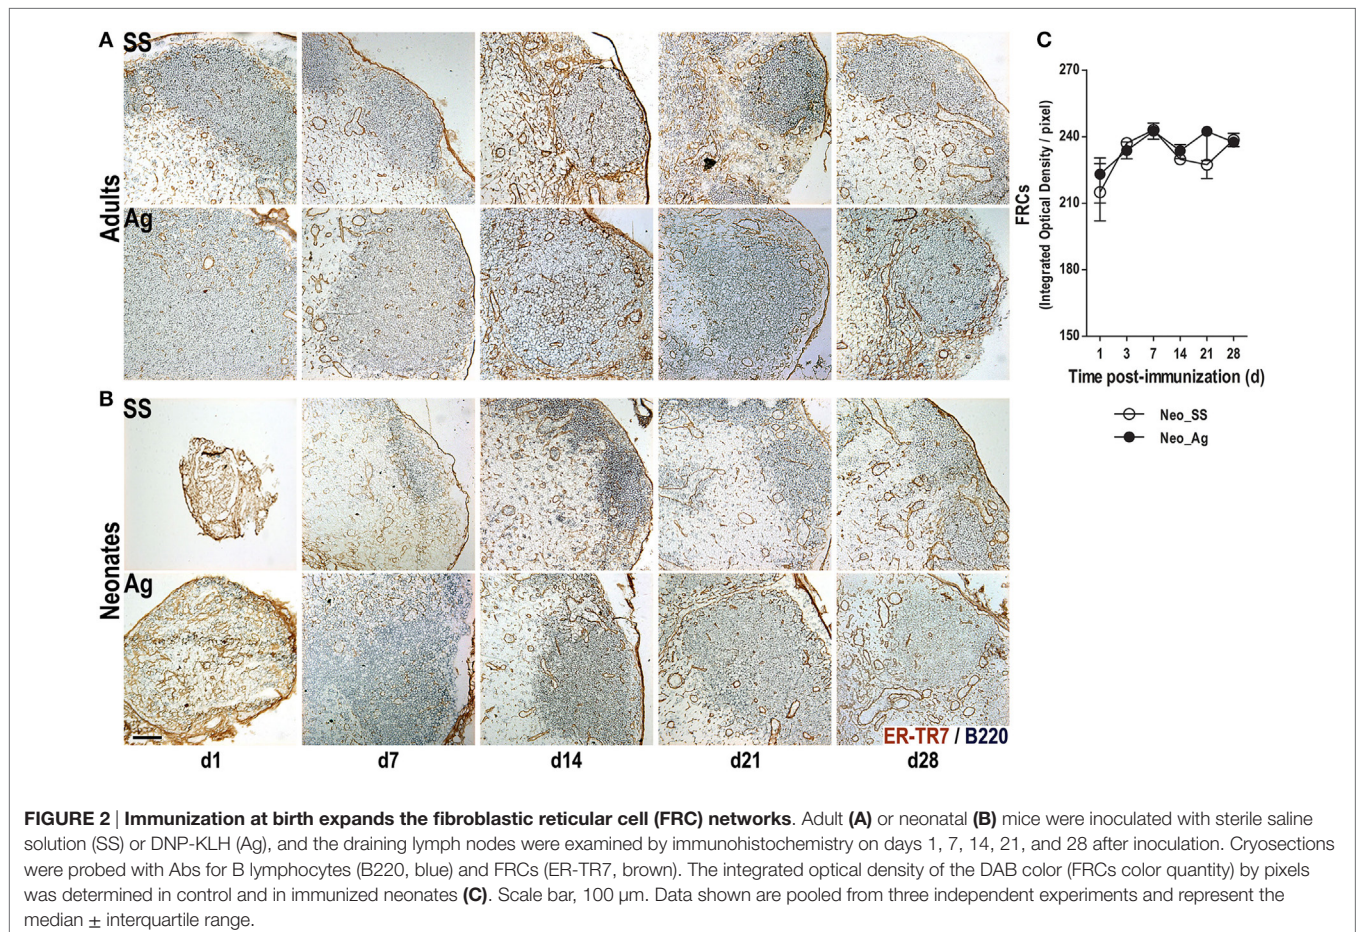 A
SS
Adults
Ag
B
SS
Neonates
Ag
d1
d7
d14
d21
d28
ER-TR7 / B220
C
FRCs
(Integrated Optical Density / pixel)
270
240
210
180
150
1 3 7 14 21 28
Time post-immunization (d)
Neo_SS
Neo_Ag
FIGURE 2 | Immunization at birth expands the fibroblastic reticular cell (FRC) networks. Adult (A) or neonatal (B) mice were inoculated with sterile saline
solution (SS) or DNP-KLH (Ag), and the draining lymph nodes were examined by immunohistochemistry on days 1, 7, 14, 21, and 28 after inoculation. Cryosections
were probed with Abs for B lymphocytes (B220, blue) and FRCs (ER-TR7, brown). The integrated optical density of the DAB color (FRCs color quantity) by pixels
was determined in control and in immunized neonates (C). Scale bar, 100 µm. Data shown are pooled from three independent experiments and represent the
median ± interquartile range.